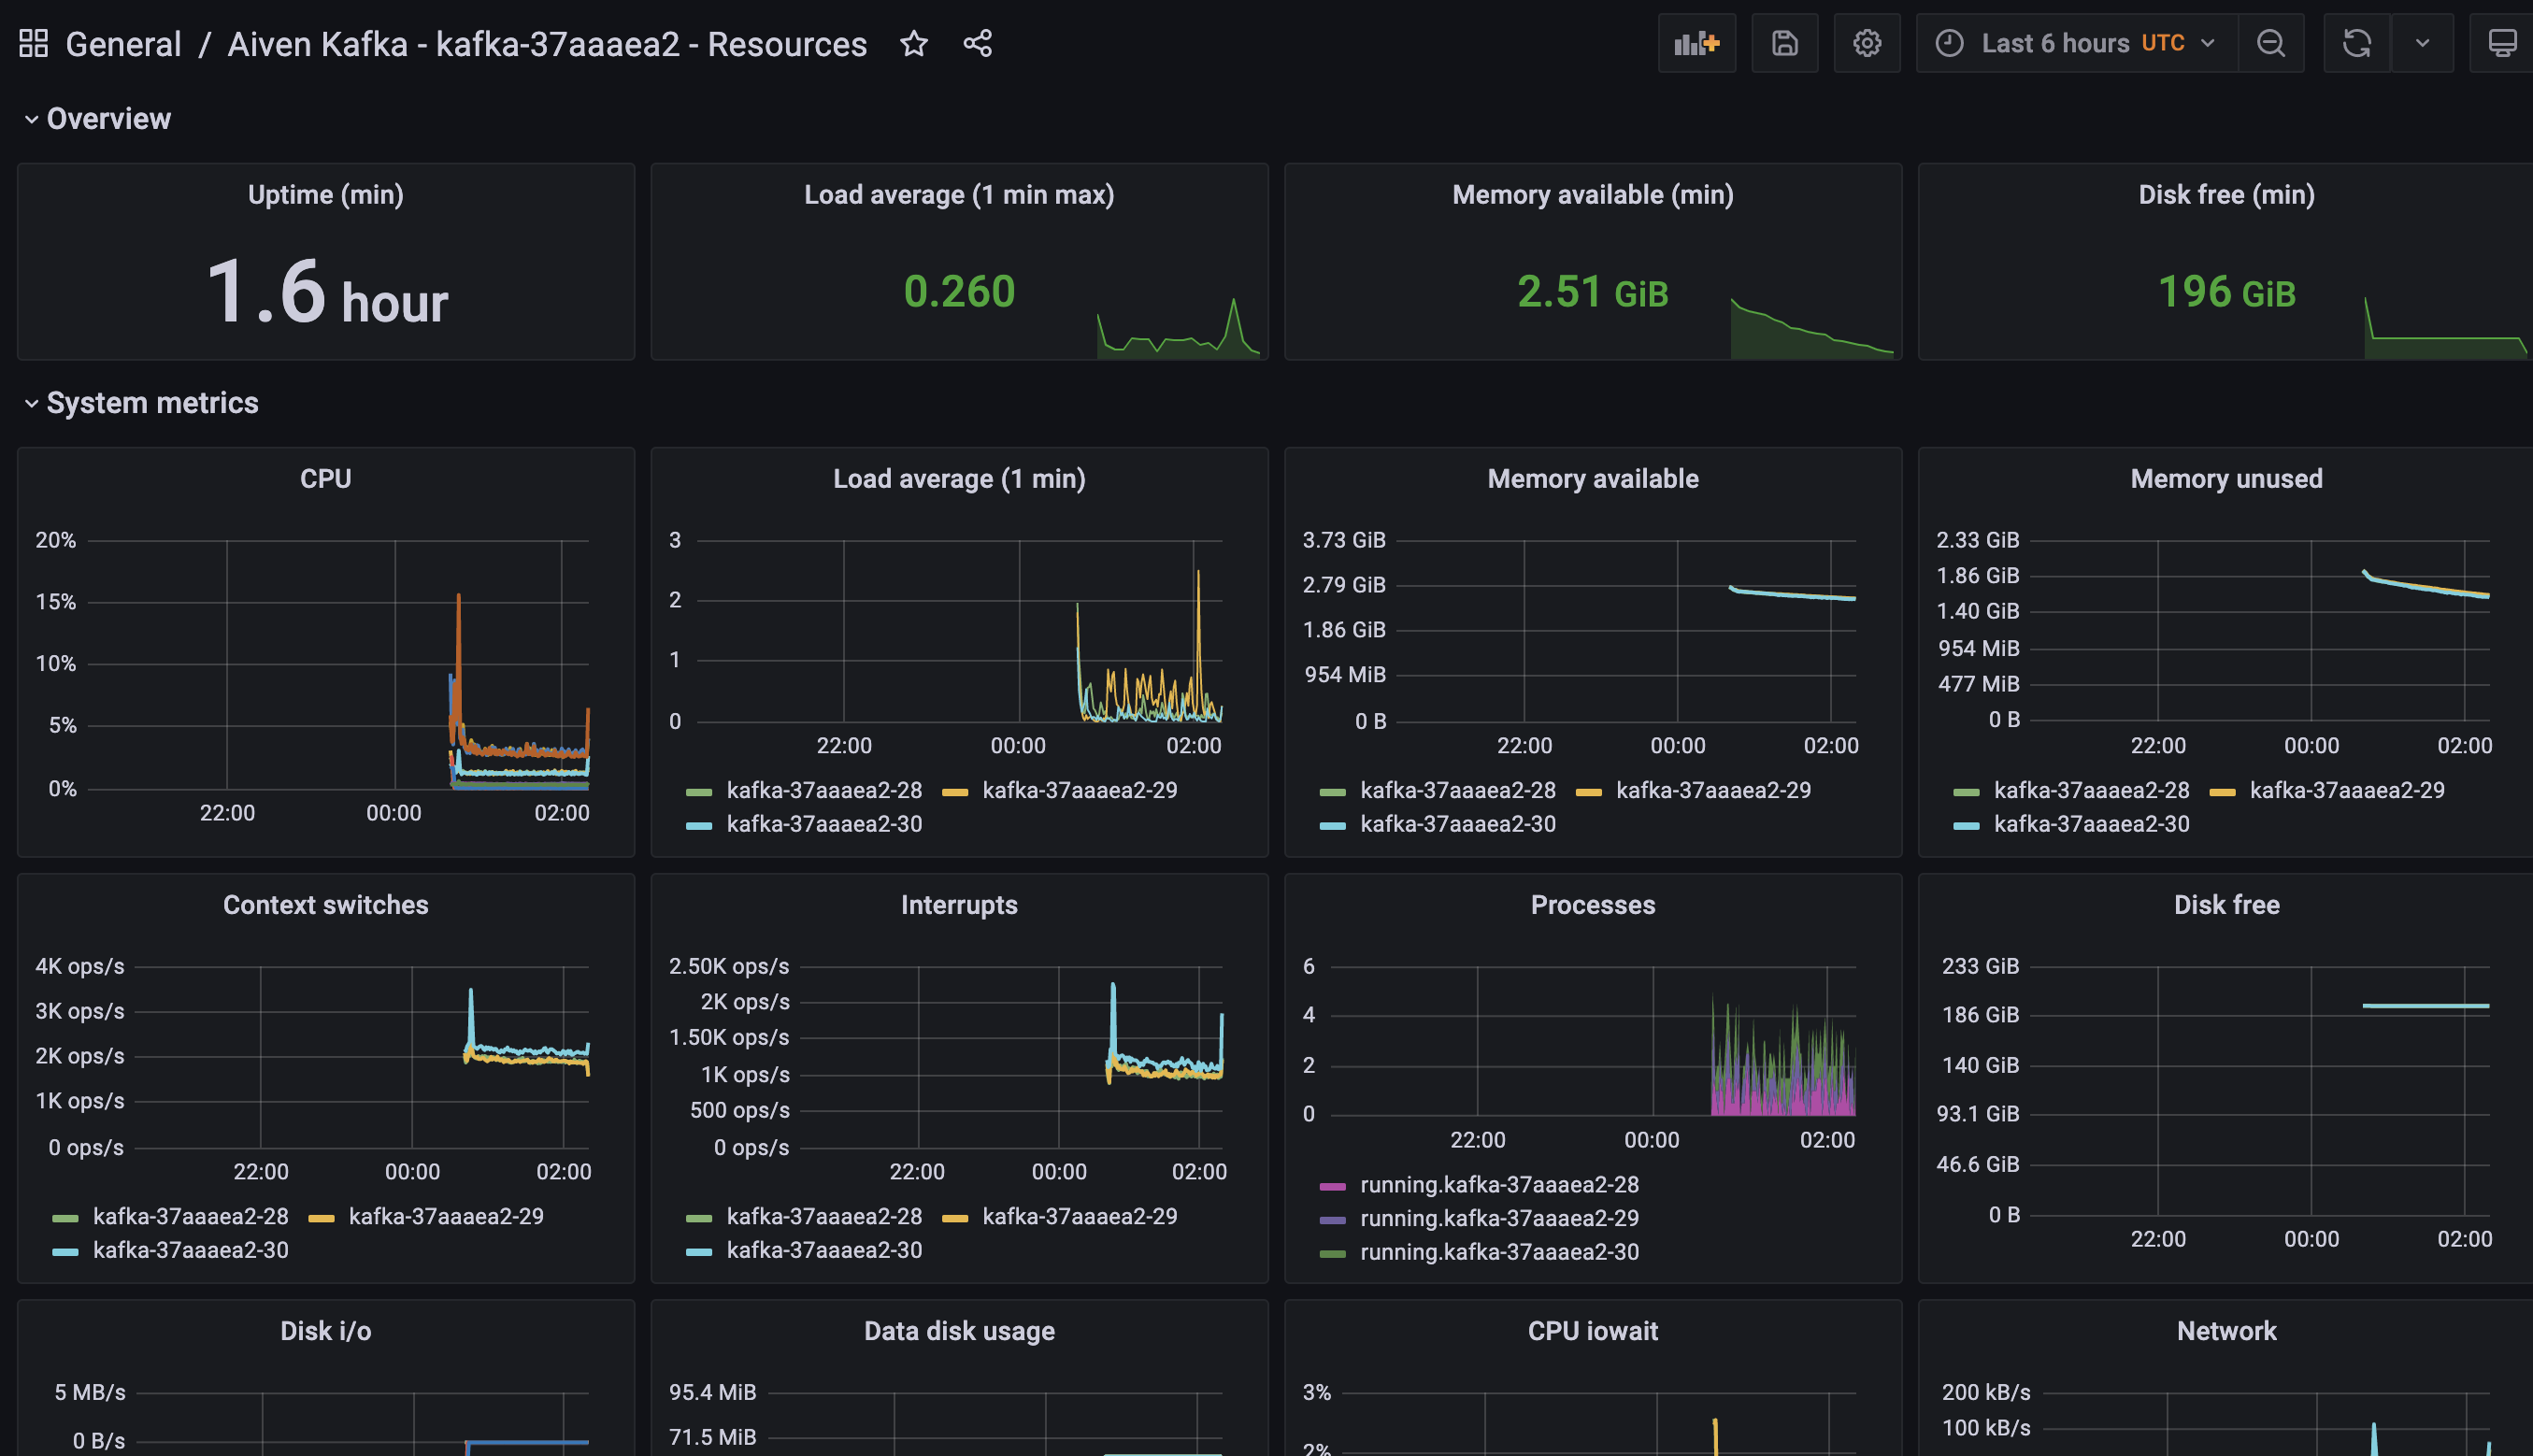 General / Aiven Kafka - kafka-37aaaea2 - Resources
Last 6 hours UTC
Overview
Uptime (min)
1.6 hour
Load average (1 min max)
0.260
Memory available (min)
2.51 GiB
Disk free (min)
196 GiB
System metrics
CPU
20%
15%
10%
5%
0%
22:00 00:00 02:00
Load average (1 min)
3
2
1
0
22:00 00:00 02:00
kafka-37aaaea2-28 kafka-37aaaea2-29
kafka-37aaaea2-30
Memory available
3.73 GiB
2.79 GiB
1.86 GiB
954 MiB
0 B
22:00 00:00 02:00
kafka-37aaaea2-28 kafka-37aaaea2-29
kafka-37aaaea2-30
Memory unused
2.33 GiB
1.86 GiB
1.40 GiB
954 MiB
477 MiB
0 B
22:00 00:00 02:00
kafka-37aaaea2-28 kafka-37aaaea2-29
kafka-37aaaea2-30
Context switches
4K ops/s
3K ops/s
2K ops/s
1K ops/s
0 ops/s
22:00 00:00 02:00
kafka-37aaaea2-28 kafka-37aaaea2-29
kafka-37aaaea2-30
Interrupts
2.50K ops/s
2K ops/s
1.50K ops/s
1K ops/s
500 ops/s
0 ops/s
22:00 00:00 02:00
kafka-37aaaea2-28 kafka-37aaaea2-29
kafka-37aaaea2-30
Processes
6
4
2
0
22:00 00:00 02:00
running.kafka-37aaaea2-28
running.kafka-37aaaea2-29
running.kafka-37aaaea2-30
Disk free
233 GiB
186 GiB
140 GiB
93.1 GiB
46.6 GiB
0 B
22:00 00:00 02:00
Disk i/o
5 MB/s
0 B/s
Data disk usage
95.4 MiB
71.5 MiB
CPU iowait
3%
2%
Network
200 kB/s
100 kB/s